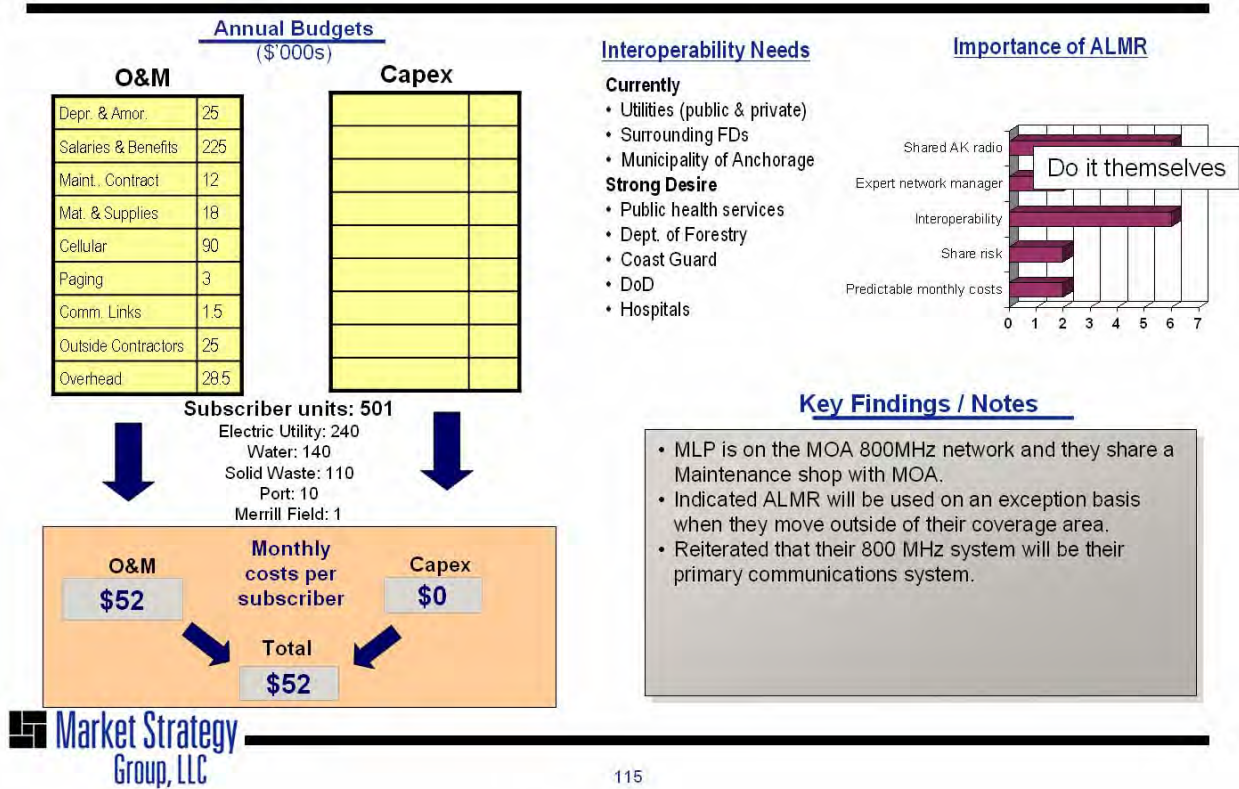 Annual Budgets
($'000s)
O&M
Capex
Depr. & Amor. 25
Salaries & Benefits 225
Maint.. Contract 12
Mat. & Supplies 18
Cellular 90
Paging 3
Comm. Links 1.5
Outside Contractors 25
Overhead 28.5
Subscriber units: 501
Electric Utility: 240
Water: 140
Solid Waste: 110
Port: 10
Merrill Field: 1
O&M
$52
Monthly
costs per
subscriber
Capex
$0
Total
$52
Interoperability Needs
Currently
• Utilities (public & private)
• Surrounding FDs
• Municipality of Anchorage
Strong Desire
• Public health services
• Dept. of Forestry
• Coast Guard
• DoD
• Hospitals
Importance of ALMR
Shared AK radio
Expert network manager
Interoperability
Share risk
Predictable monthly costs
Do it themselves
0 1 2 3 4 5 6 7
Key Findings / Notes
• MLP is on the MOA 800MHz network and they share a
Maintenance shop with MOA.
• Indicated ALMR will be used on an exception basis
when they move outside of their coverage area.
• Reiterated that their 800 MHz system will be their
primary communications system.
Market Strategy
Group, LLC
115